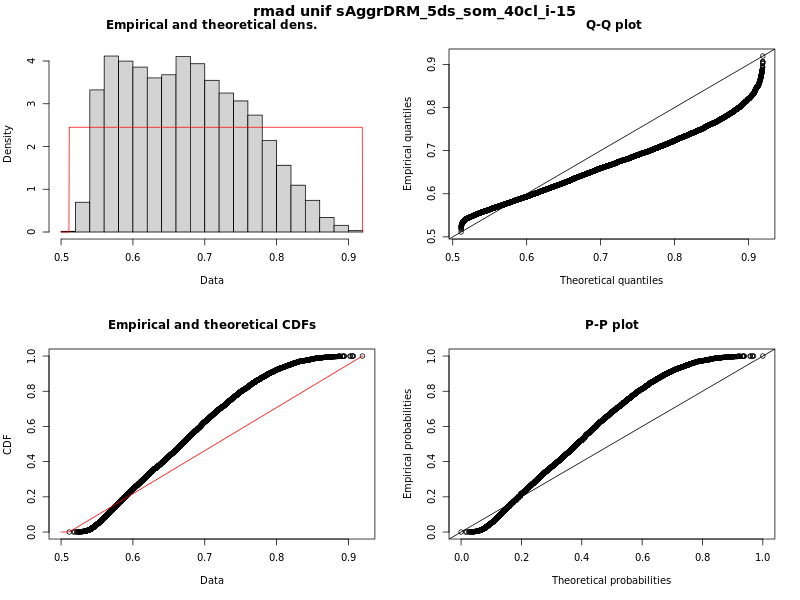 rmad unif sAggrDRM_5ds_som_40cl_i-15
Empirical and theoretical dens.
Density
0 1 2 3 4
0.5 0.6 0.7 0.8 0.9
Data
Q-Q plot
Empirical quantiles
0.5 0.6 0.7 0.8 0.9
0.5 0.6 0.7 0.8 0.9
Theoretical quantiles
Empirical and theoretical CDFs
CDF
0.0 0.2 0.4 0.6 0.8 1.0
0.5 0.6 0.7 0.8 0.9
Data
P-P plot
Empirical probabilities
0.0 0.2 0.4 0.6 0.8 1.0
0.0 0.2 0.4 0.6 0.8 1.0
Theoretical probabilities